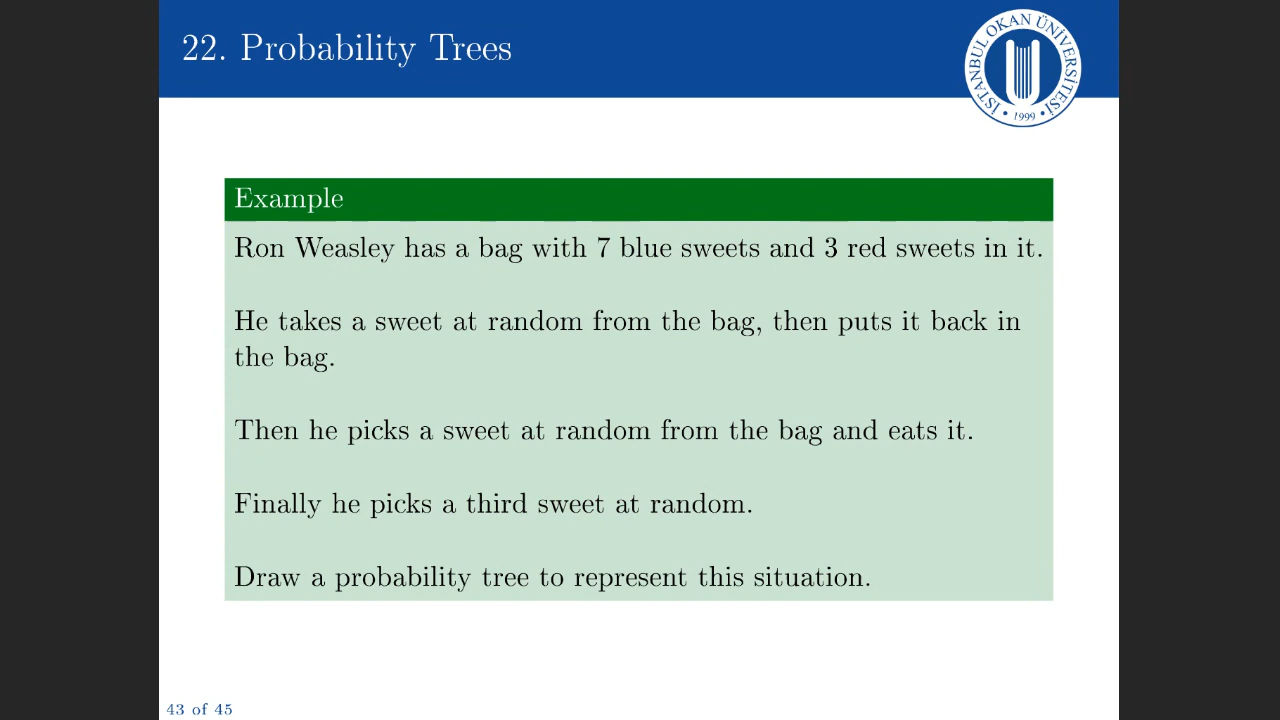 22. Probability Trees
İSTANBUL OKAN ÜNİVERSİTESİ
1999
Example
Ron Weasley has a bag with 7 blue sweets and 3 red sweets in it.
He takes a sweet at random from the bag, then puts it back in
the bag.
Then he picks a sweet at random from the bag and eats it.
Finally he picks a third sweet at random.
Draw a probability tree to represent this situation.
43 of 45